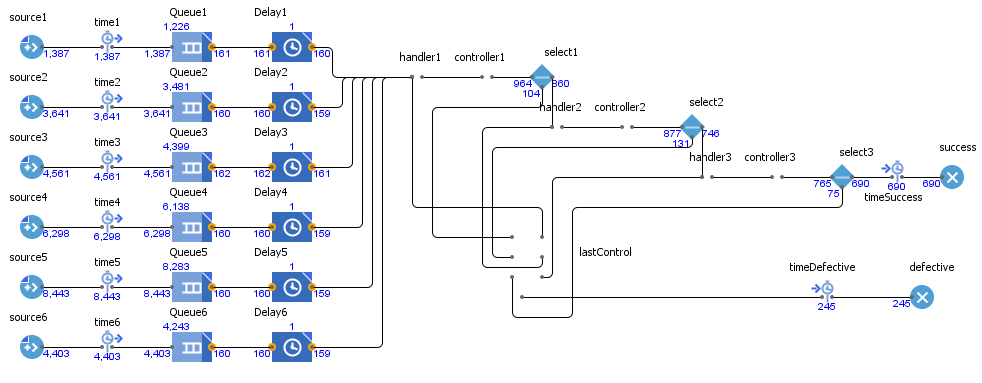 source1 time1 Queue1 Delay1
1,226 1
1,387 1,387 1,387 161 161 160
source2 time2 Queue2 Delay2
3,481 1
3,641 3,641 3,641 160 160 159
source3 time3 Queue3 Delay3
4,399 1
4,561 4,561 4,561 162 162 161
source4 time4 Queue4 Delay4
6,138 1
6,298 6,298 6,298 160 160 159
source5 time5 Queue5 Delay5
8,283 1
8,443 8,443 8,443 160 160 159
source6 time6 Queue6 Delay6
4,243 1
4,403 4,403 4,403 160 160 159
handler1 controller1 select1
964 860
104
handler2 controller2 select2
877 746
131
handler3 controller3 select3
765 690
75
timeSuccess
690
success
690
lastControl
timeDefective
245
defective
245